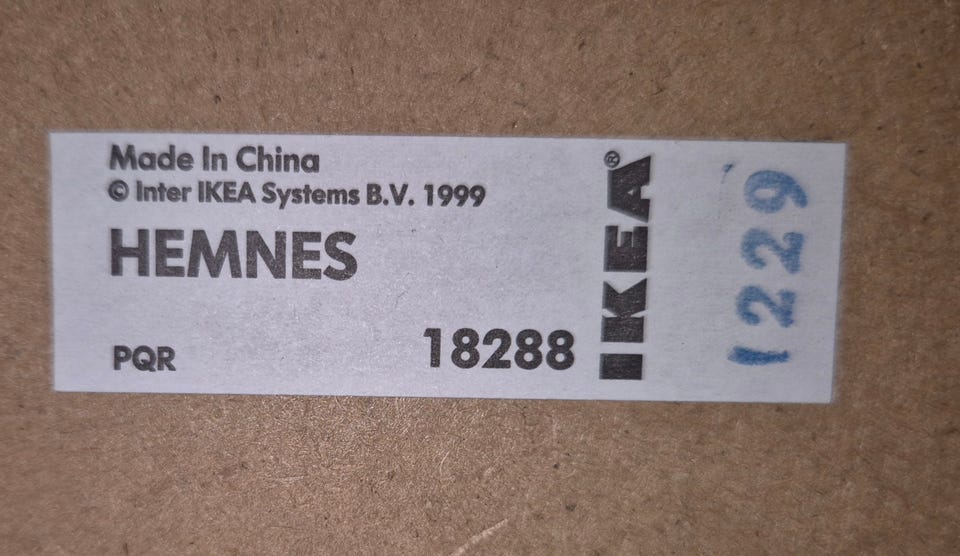 Made In China
© Inter IKEA Systems B.V. 1999
HEMNES
PQR
18288
IKEA®
1229